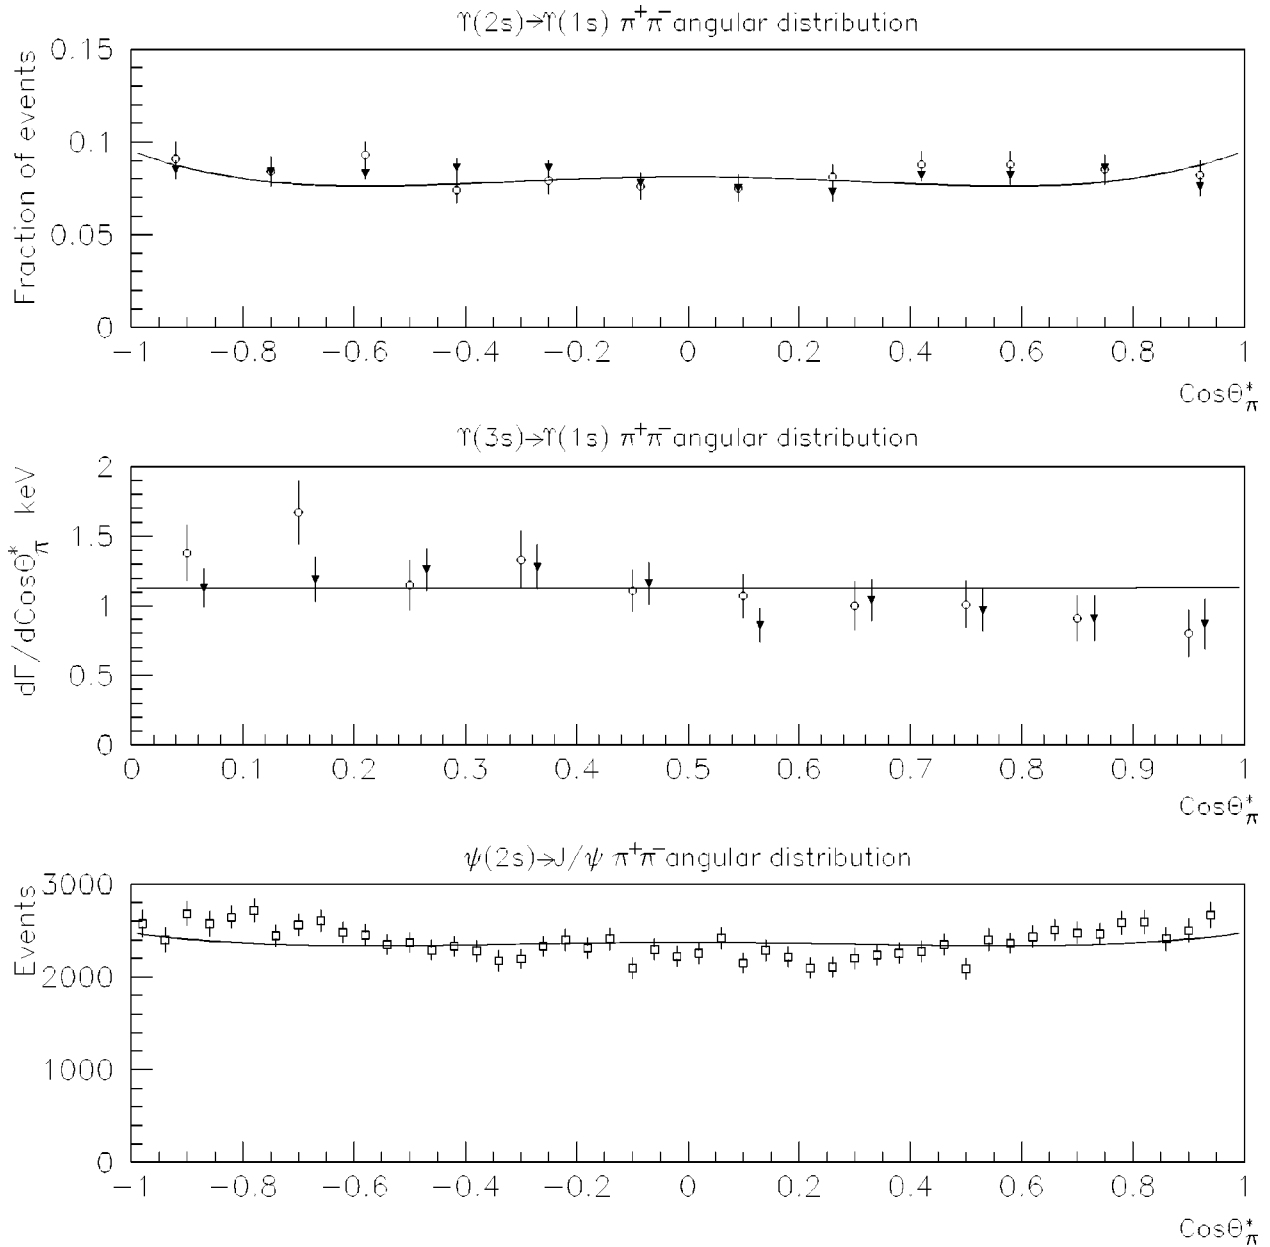 ϒ(2s)→ϒ(1s) π⁺π⁻ angular distribution
Fraction of events
0.15
0.1
0.05
0
−1 −0.8 −0.6 −0.4 −0.2 0 0.2 0.4 0.6 0.8 1
CosΘ*π
ϒ(3s)→ϒ(1s) π⁺π⁻ angular distribution
dΓ/dCosΘ*π keV
2
1.5
1
0.5
0
0 0.1 0.2 0.3 0.4 0.5 0.6 0.7 0.8 0.9 1
CosΘ*π
ψ(2s)→J/ψ π⁺π⁻ angular distribution
Events
3000
2000
1000
0
−1 −0.8 −0.6 −0.4 −0.2 0 0.2 0.4 0.6 0.8 1
CosΘ*π